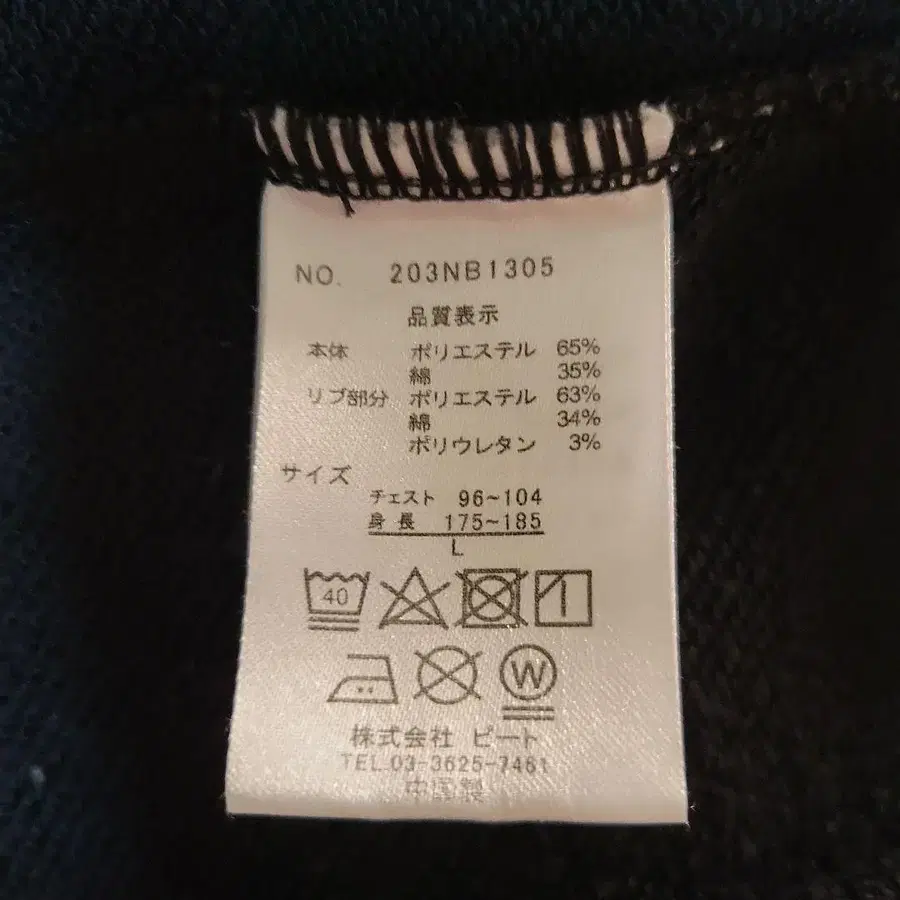 NO. 203NB1305
品質表示
本体 ポリエステル 65%
綿 35%
リブ部分 ポリエステル 63%
綿 34%
ポリウレタン 3%
サイズ
チェスト 96~104
身長 175~185
L
40
W
株式会社 ビート
TEL.03-3625-7461
中国製